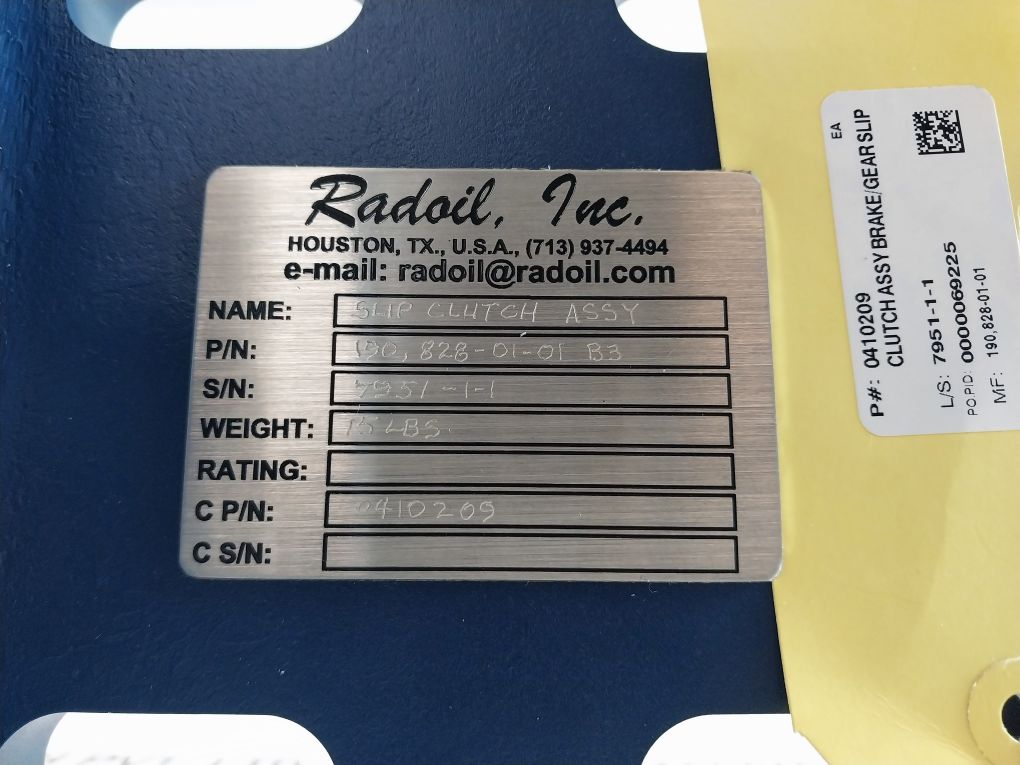 Radoil, Inc.
HOUSTON, TX., U.S.A., (713) 937-4494
e-mail: radoil@radoil.com
NAME: SLIP CLUTCH ASSY
P/N: 190,828-01-01 B3
S/N: 7951-1-1
WEIGHT: 75 LBS.
RATING:
C P/N: 0410209
C S/N:
EA
P#: 0410209
CLUTCH ASSY BRAKE/GEAR SLIP
L/S: 7951-1-1
PO.PID: 0000069225
MF: 190,828-01-01